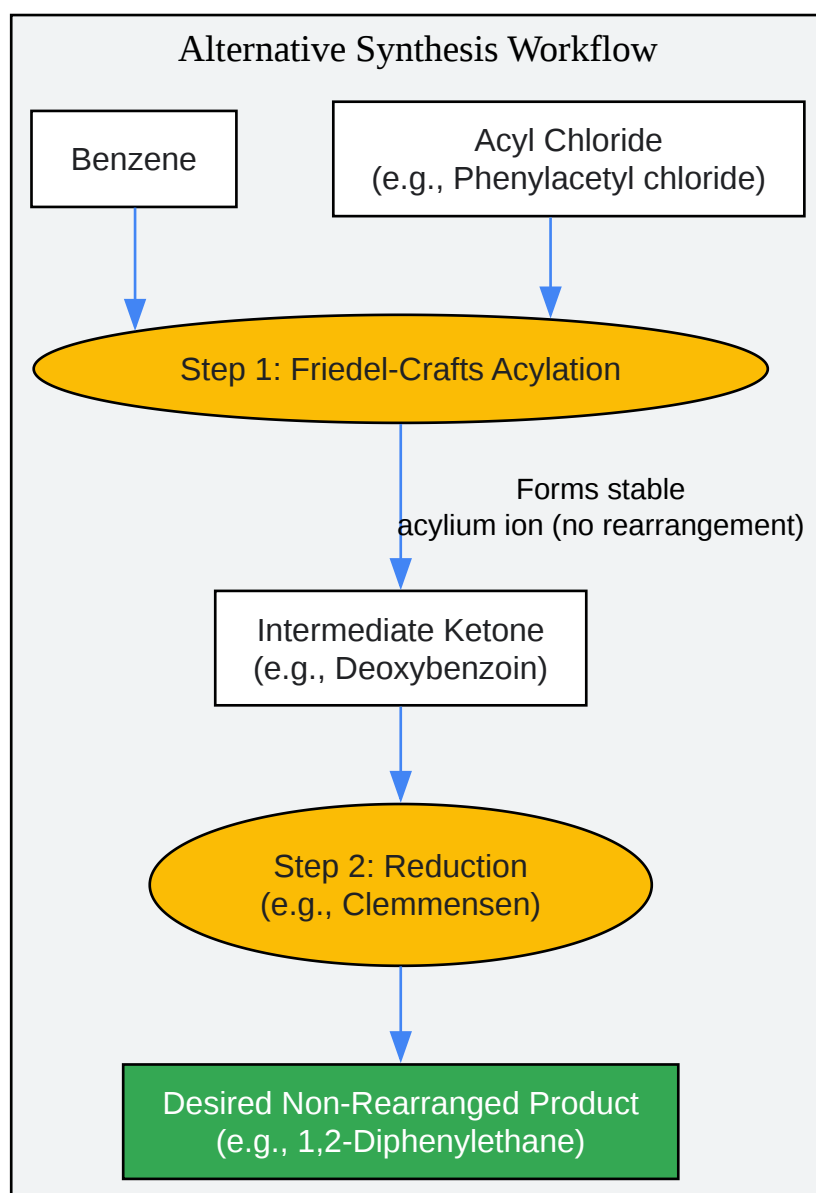 Alternative Synthesis Workflow
Benzene
Acyl Chloride
(e.g., Phenylacetyl chloride)
Step 1: Friedel-Crafts Acylation
Forms stable
acylium ion (no rearrangement)
Intermediate Ketone
(e.g., Deoxybenzoin)
Step 2: Reduction
(e.g., Clemmensen)
Desired Non-Rearranged Product
(e.g., 1,2-Diphenylethane)